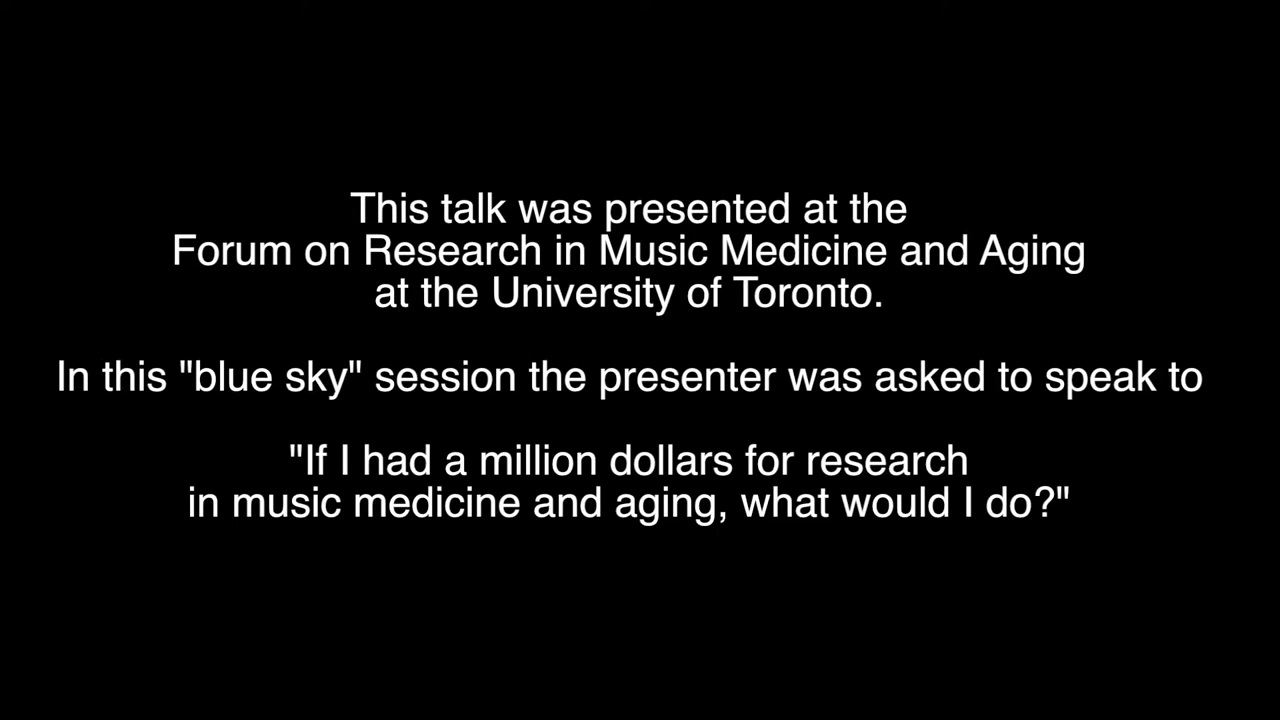 This talk was presented at the
Forum on Research in Music Medicine and Aging
at the University of Toronto.
In this "blue sky" session the presenter was asked to speak to
"If I had a million dollars for research
in music medicine and aging, what would I do?"